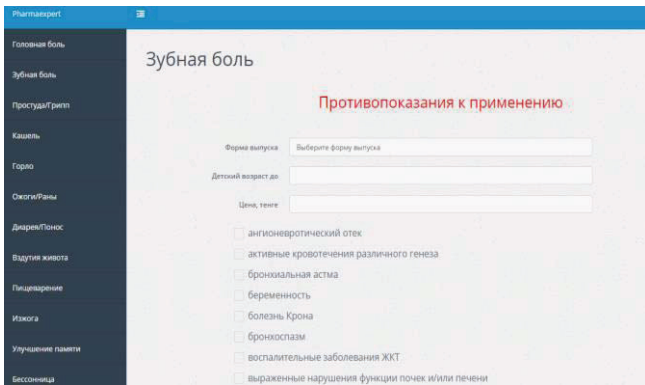 Pharmaexpert
Головная боль
Зубная боль
Простуда/Грипп
Кашель
Горло
Ожоги/Раны
Диарея/Понос
Вздутия живота
Пищеварение
Изжога
Улучшение памяти
Бессонница
Зубная боль
Противопоказания к применению
Форма выпуска Выберите форму выпуска
Детский возраст до
Цена, тенге
ангионевротический отек
активные кровотечения различного генеза
бронхиальная астма
беременность
болезнь Крона
бронхоспазм
воспалительные заболевания ЖКТ
выраженные нарушения функции почек и/или печени